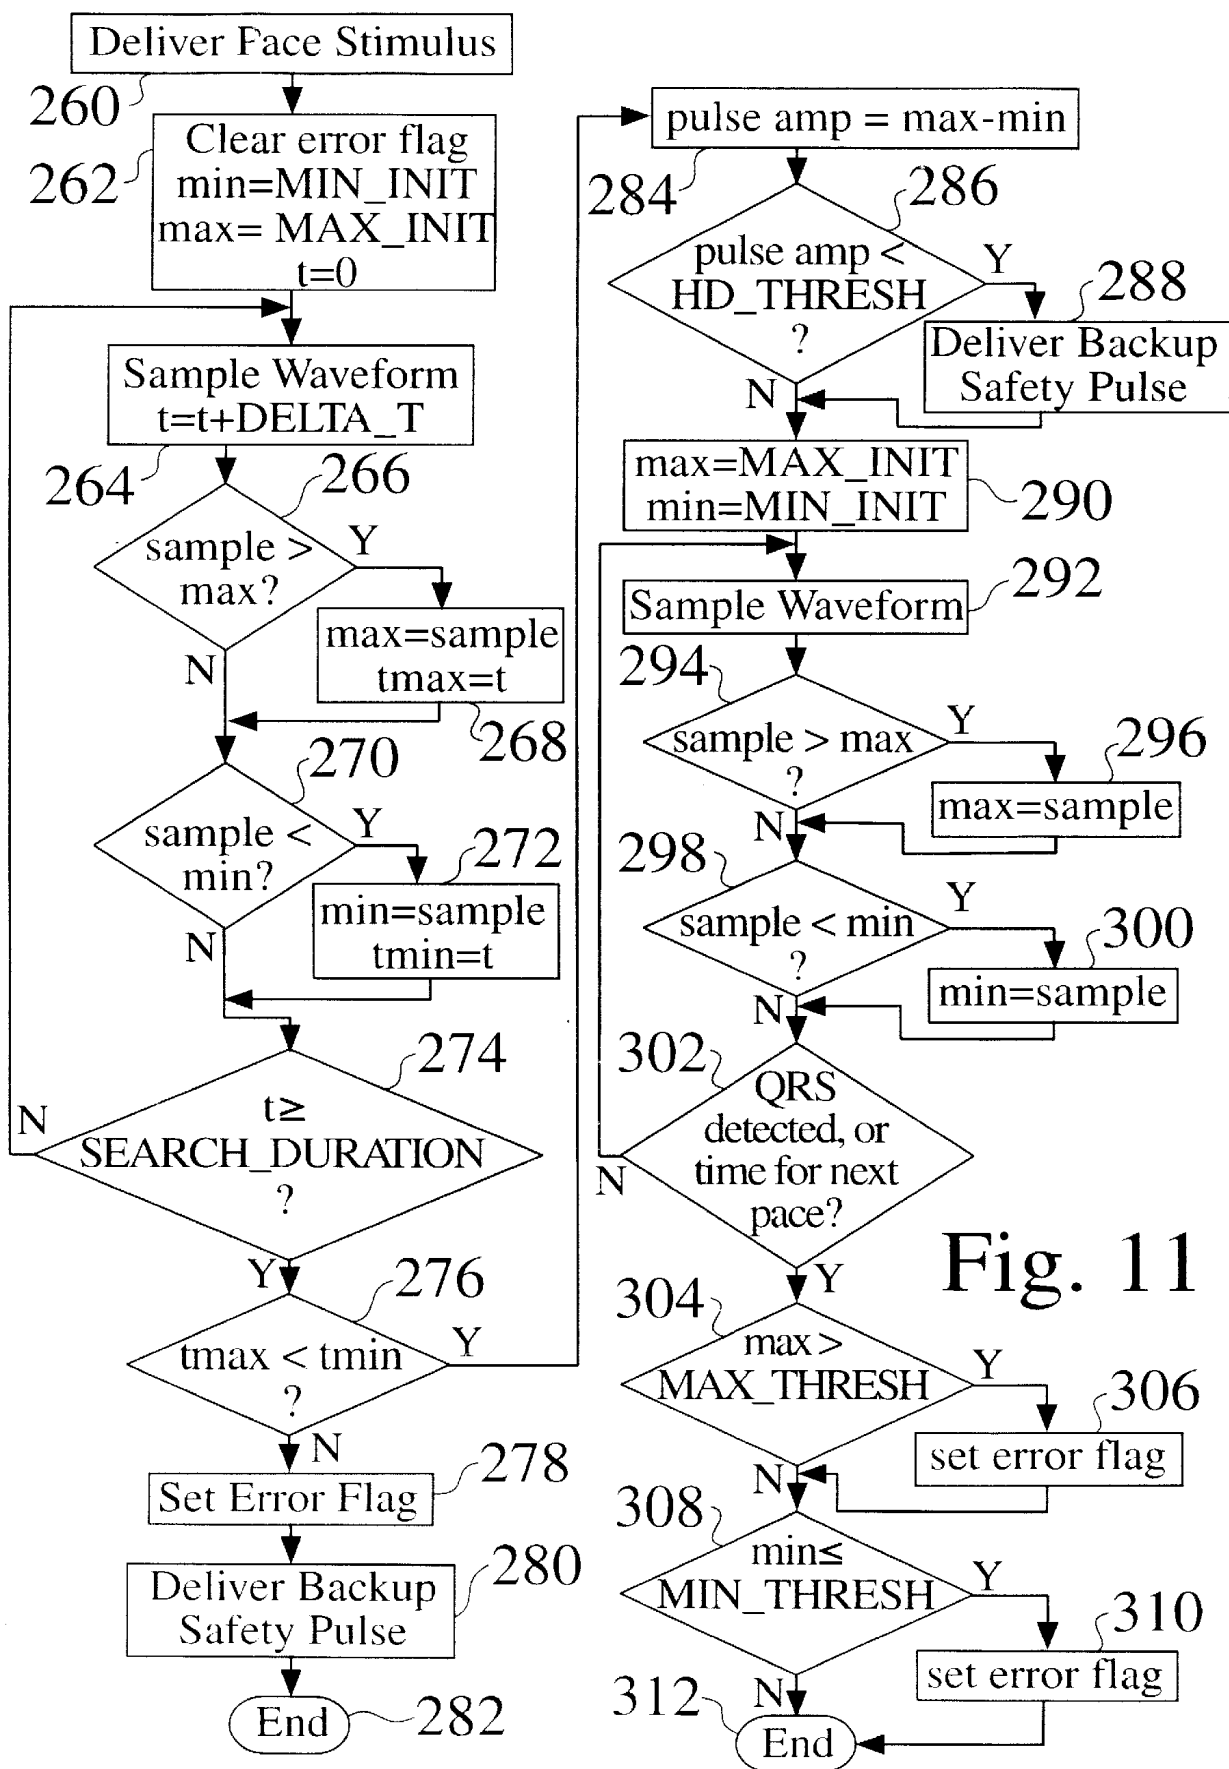 Deliver Pace Stimulus
260
Clear error flag
min=MIN_INIT
max= MAX_INIT
t=0
262
Sample Waveform
t=t+DELTA_T
264
266
sample >
max?
Y
N
max=sample
tmax=t
268
270
sample <
min?
Y
N
272
min=sample
tmin=t
274
t≥
SEARCH_DURATION
?
N
Y
276
tmax < tmin
?
Y
N
278
Set Error Flag
Deliver Backup
Safety Pulse
280
End
282
pulse amp = max-min
284
286
pulse amp <
HD_THRESH
?
Y
N
288
Deliver Backup
Safety Pulse
max=MAX_INIT
min=MIN_INIT
290
Sample Waveform
292
294
sample > max
?
Y
N
296
max=sample
298
sample < min
?
Y
N
300
min=sample
302
QRS
detected, or
time for next
pace?
N
Y
Fig. 11
304
max >
MAX_THRESH
Y
N
306
set error flag
308
min≤
MIN_THRESH
Y
N
310
set error flag
312
End